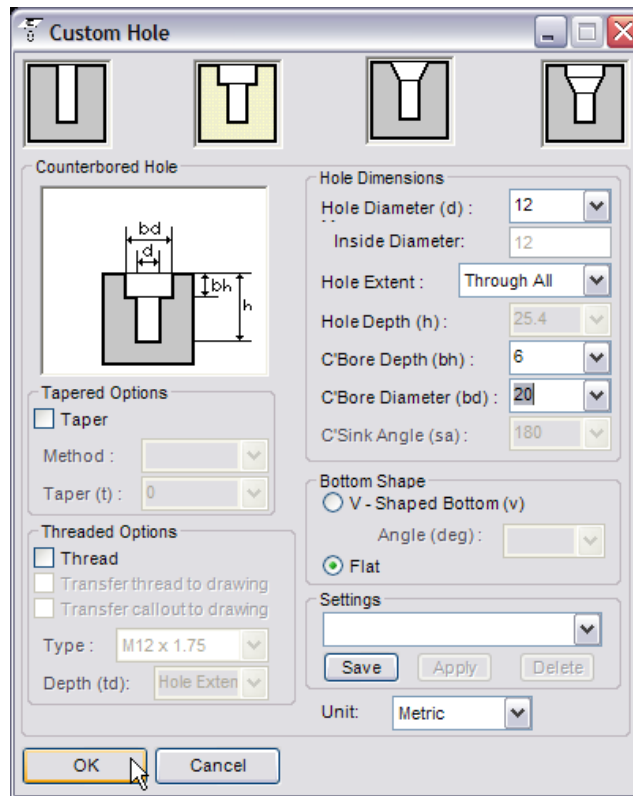 Custom Hole
Counterbored Hole
bd
d
bh
h
Tapered Options
Taper
Method :
Taper (t) : 0
Threaded Options
Thread
Transfer thread to drawing
Transfer callout to drawing
Type : M12 x 1.75
Depth (td): Hole Exten
Hole Dimensions
Hole Diameter (d) : 12
Inside Diameter: 12
Hole Extent : Through All
Hole Depth (h) : 25.4
C'Bore Depth (bh) : 6
C'Bore Diameter (bd) : 20
C'Sink Angle (sa) : 180
Bottom Shape
V - Shaped Bottom (v)
Angle (deg) :
Flat
Settings
Save Apply Delete
Unit: Metric
OK Cancel